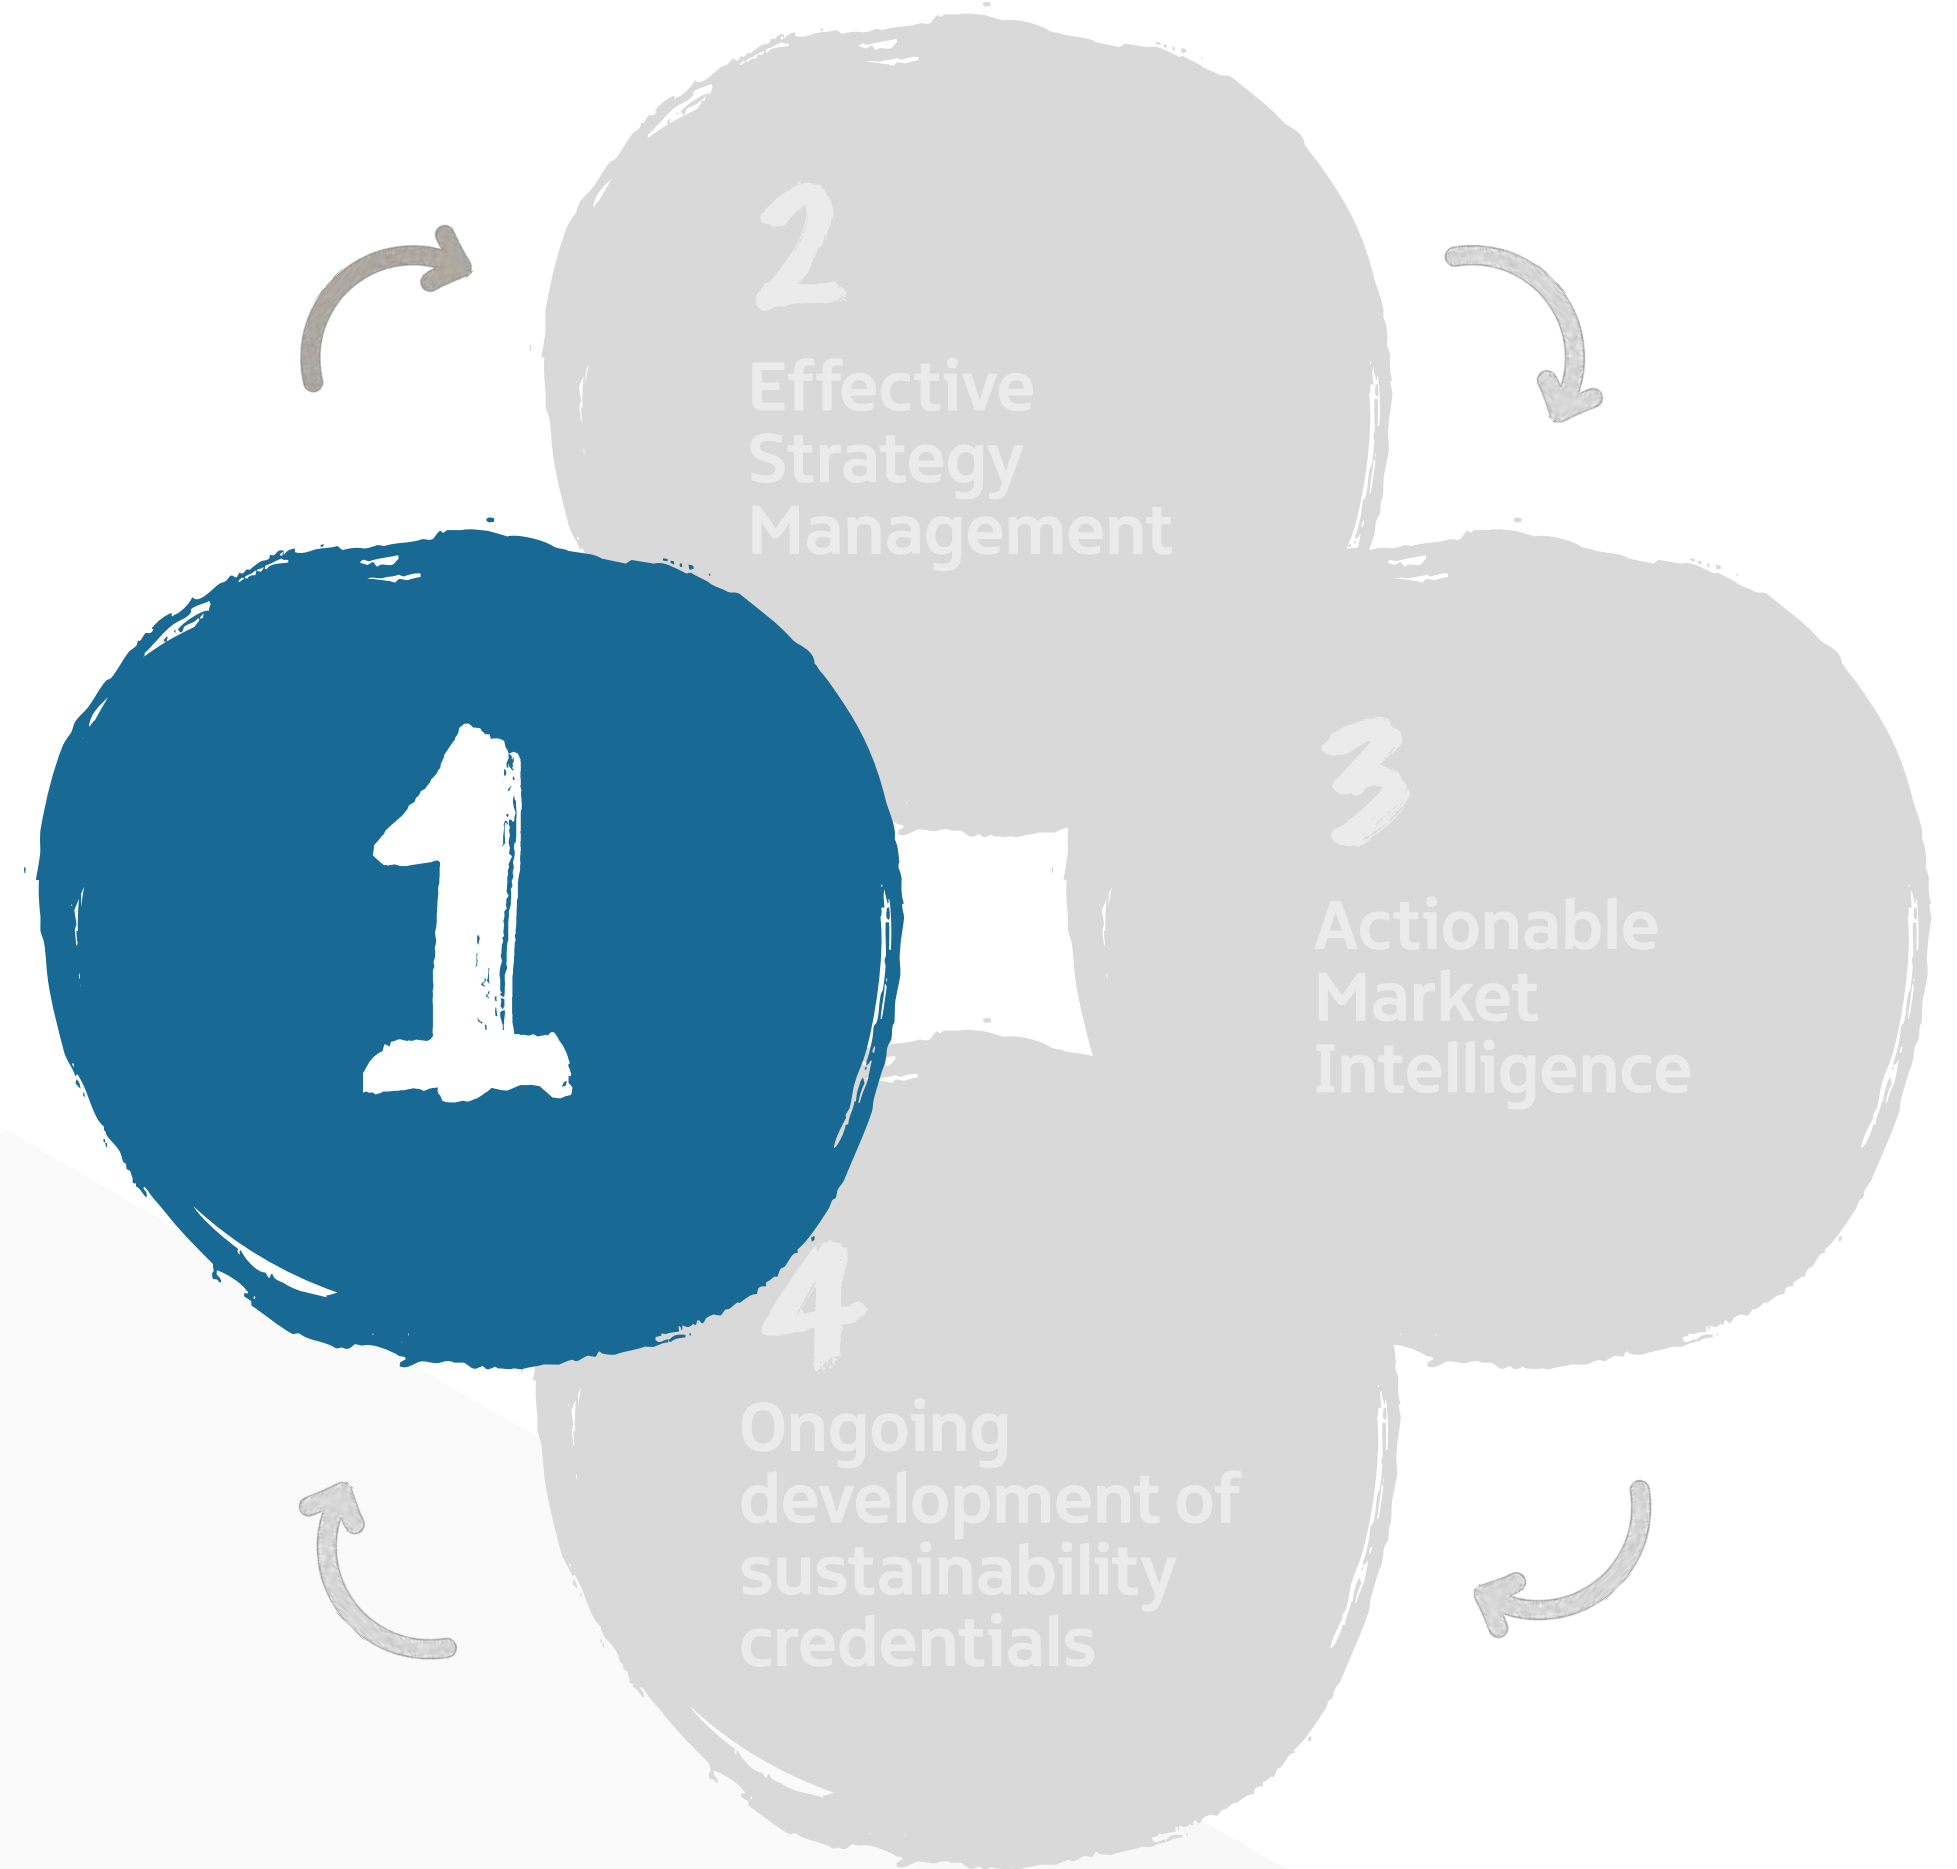 1
2
Effective
Strategy
Management
3
Actionable
Market
Intelligence
4
Ongoing
development of
sustainability
credentials